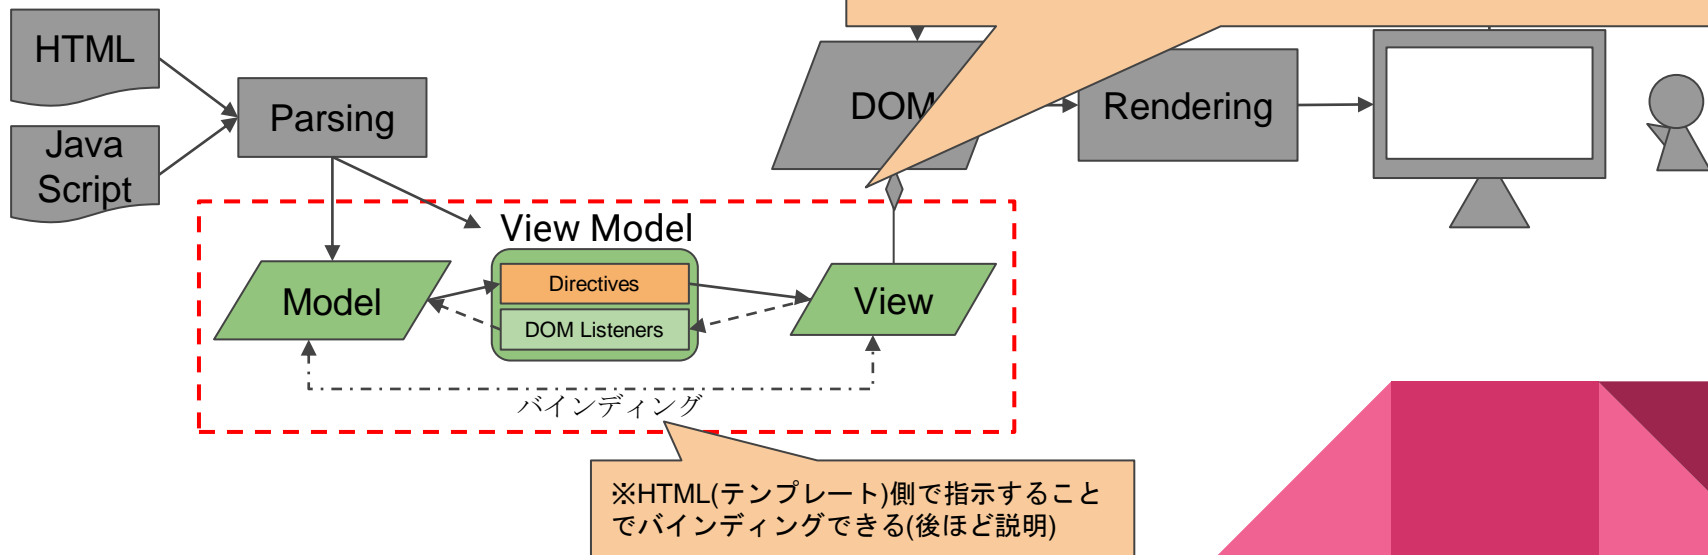 HTML
Java
Script
Parsing
DOM
Rendering
View Model
Model
Directives
DOM Listeners
View
バインディング
※HTML(テンプレート)側で指示すること
でバインディングできる(後ほど説明)